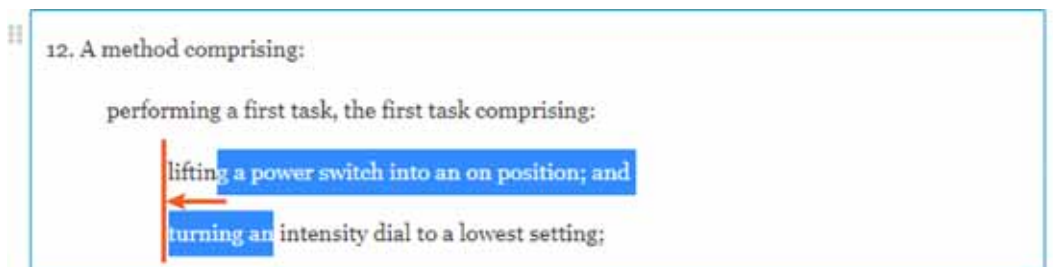 12. A method comprising:
performing a first task, the first task comprising:
lifting a power switch into an on position; and
turning an intensity dial to a lowest setting;